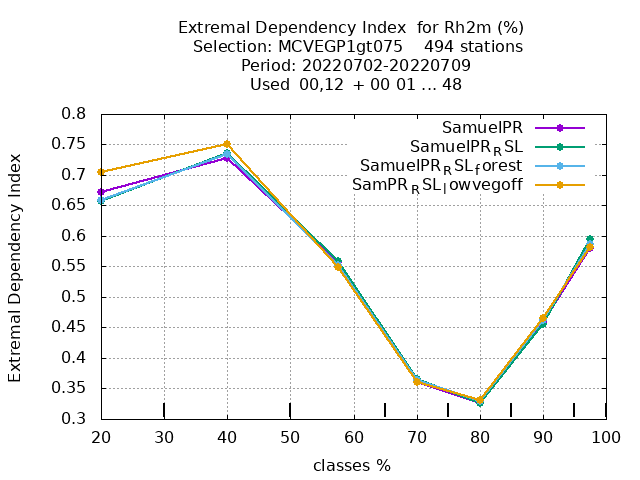 Extremal Dependency Index  for Rh2m (%)
Selection: MCVEGP1gt075    494 stations
Period: 20220702-20220709
Used  00,12  + 00 01 ... 48
SamuelPR
SamuelPR_RSL
SamuelPR_RSL_forest
SamPR_RSL_lowvegoff
Extremal Dependency Index
0.8
0.75
0.7
0.65
0.6
0.55
0.5
0.45
0.4
0.35
0.3
20 30 40 50 60 70 80 90 100
classes %